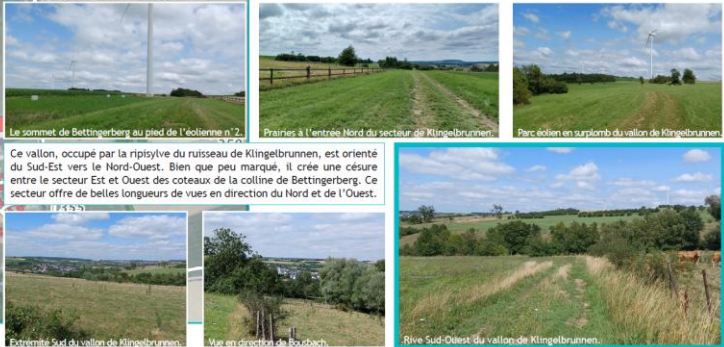 Le sommet de Bettingerberg au pied de l'éolienne n°2.
Prairies à l'entrée Nord du secteur de Klingelbrunnen.
Parc éolien en surplomb du vallon de Klingelbrunnen.
Ce vallon, occupé par la ripisylve du ruisseau de Klingelbrunnen, est orienté
du Sud-Est vers le Nord-Ouest. Bien que peu marqué, il crée une césure
entre le secteur Est et Ouest des coteaux de la colline de Bettingerberg. Ce
secteur offre de belles longueurs de vues en direction du Nord et de l'Ouest.
Extrémité Sud du vallon de Klingelbrunnen.
Vue en direction de Bousbach.
Rive Sud-Ouest du vallon de Klingelbrunnen.